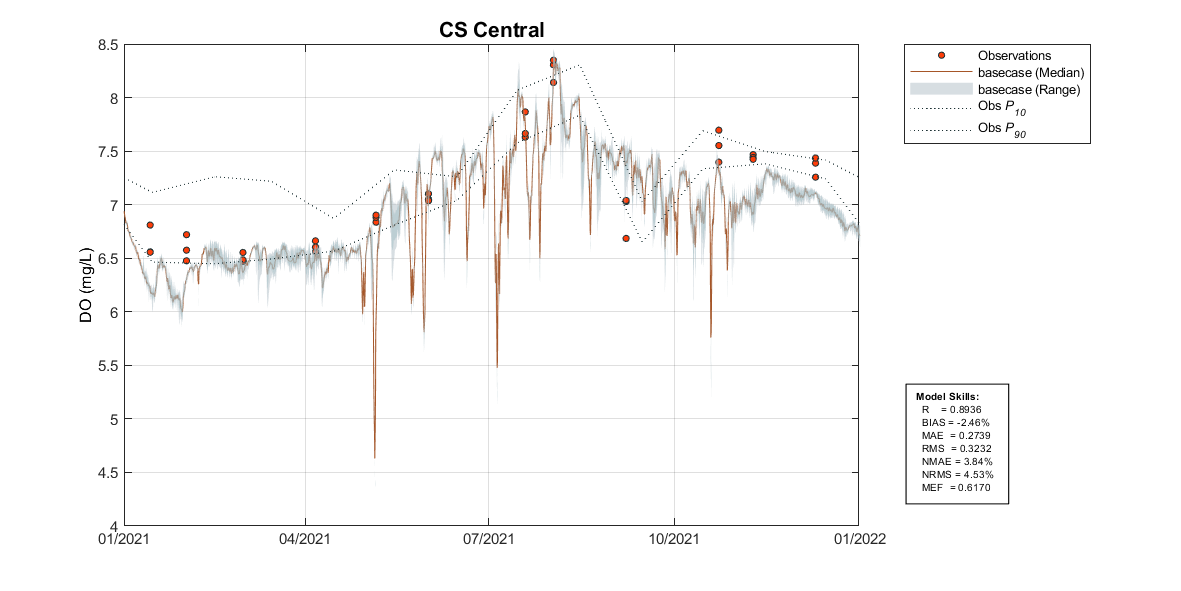 CS Central
8.5
8
7.5
7
6.5
6
5.5
5
4.5
4
DO (mg/L)
01/2021
04/2021
07/2021
10/2021
01/2022
Observations
basecase (Median)
basecase (Range)
Obs P10
Obs P90
Model Skills:
R = 0.8936
BIAS = -2.46%
MAE = 0.2739
RMS = 0.3232
NMAE = 3.84%
NRMS = 4.53%
MEF = 0.6170